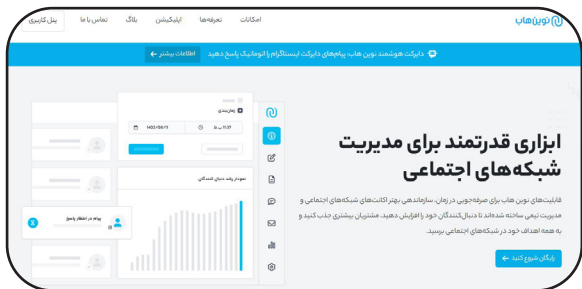 نوین‌هاب
امکانات
تعرفه‌ها
اپلیکیشن
بلاگ
تماس با ما
پنل کاربری
دایرکت هوشمند نوین هاب، پیام‌های دایرکت اینستاگرام را اتوماتیک پاسخ دهید
اطلاعات بیشتر
ابزاری قدرتمند برای مدیریت
شبکه‌های اجتماعی
قابلیت‌های نوین هاب برای صرفه‌جویی در زمان، سازماندهی بهتر اکانت‌های شبکه‌های اجتماعی و
مدیریت تیمی ساخته شده‌اند تا دنبال‌کنندگان خود را افزایش دهید، مشتریان بیشتری جذب کنید و
به همه اهداف خود در شبکه‌های اجتماعی برسید.
رایگان شروع کنید
زمان‌بندی
11:37 ب.ظ
نمودار رشد دنبال کنندگان
پیام در انتظار پاسخ